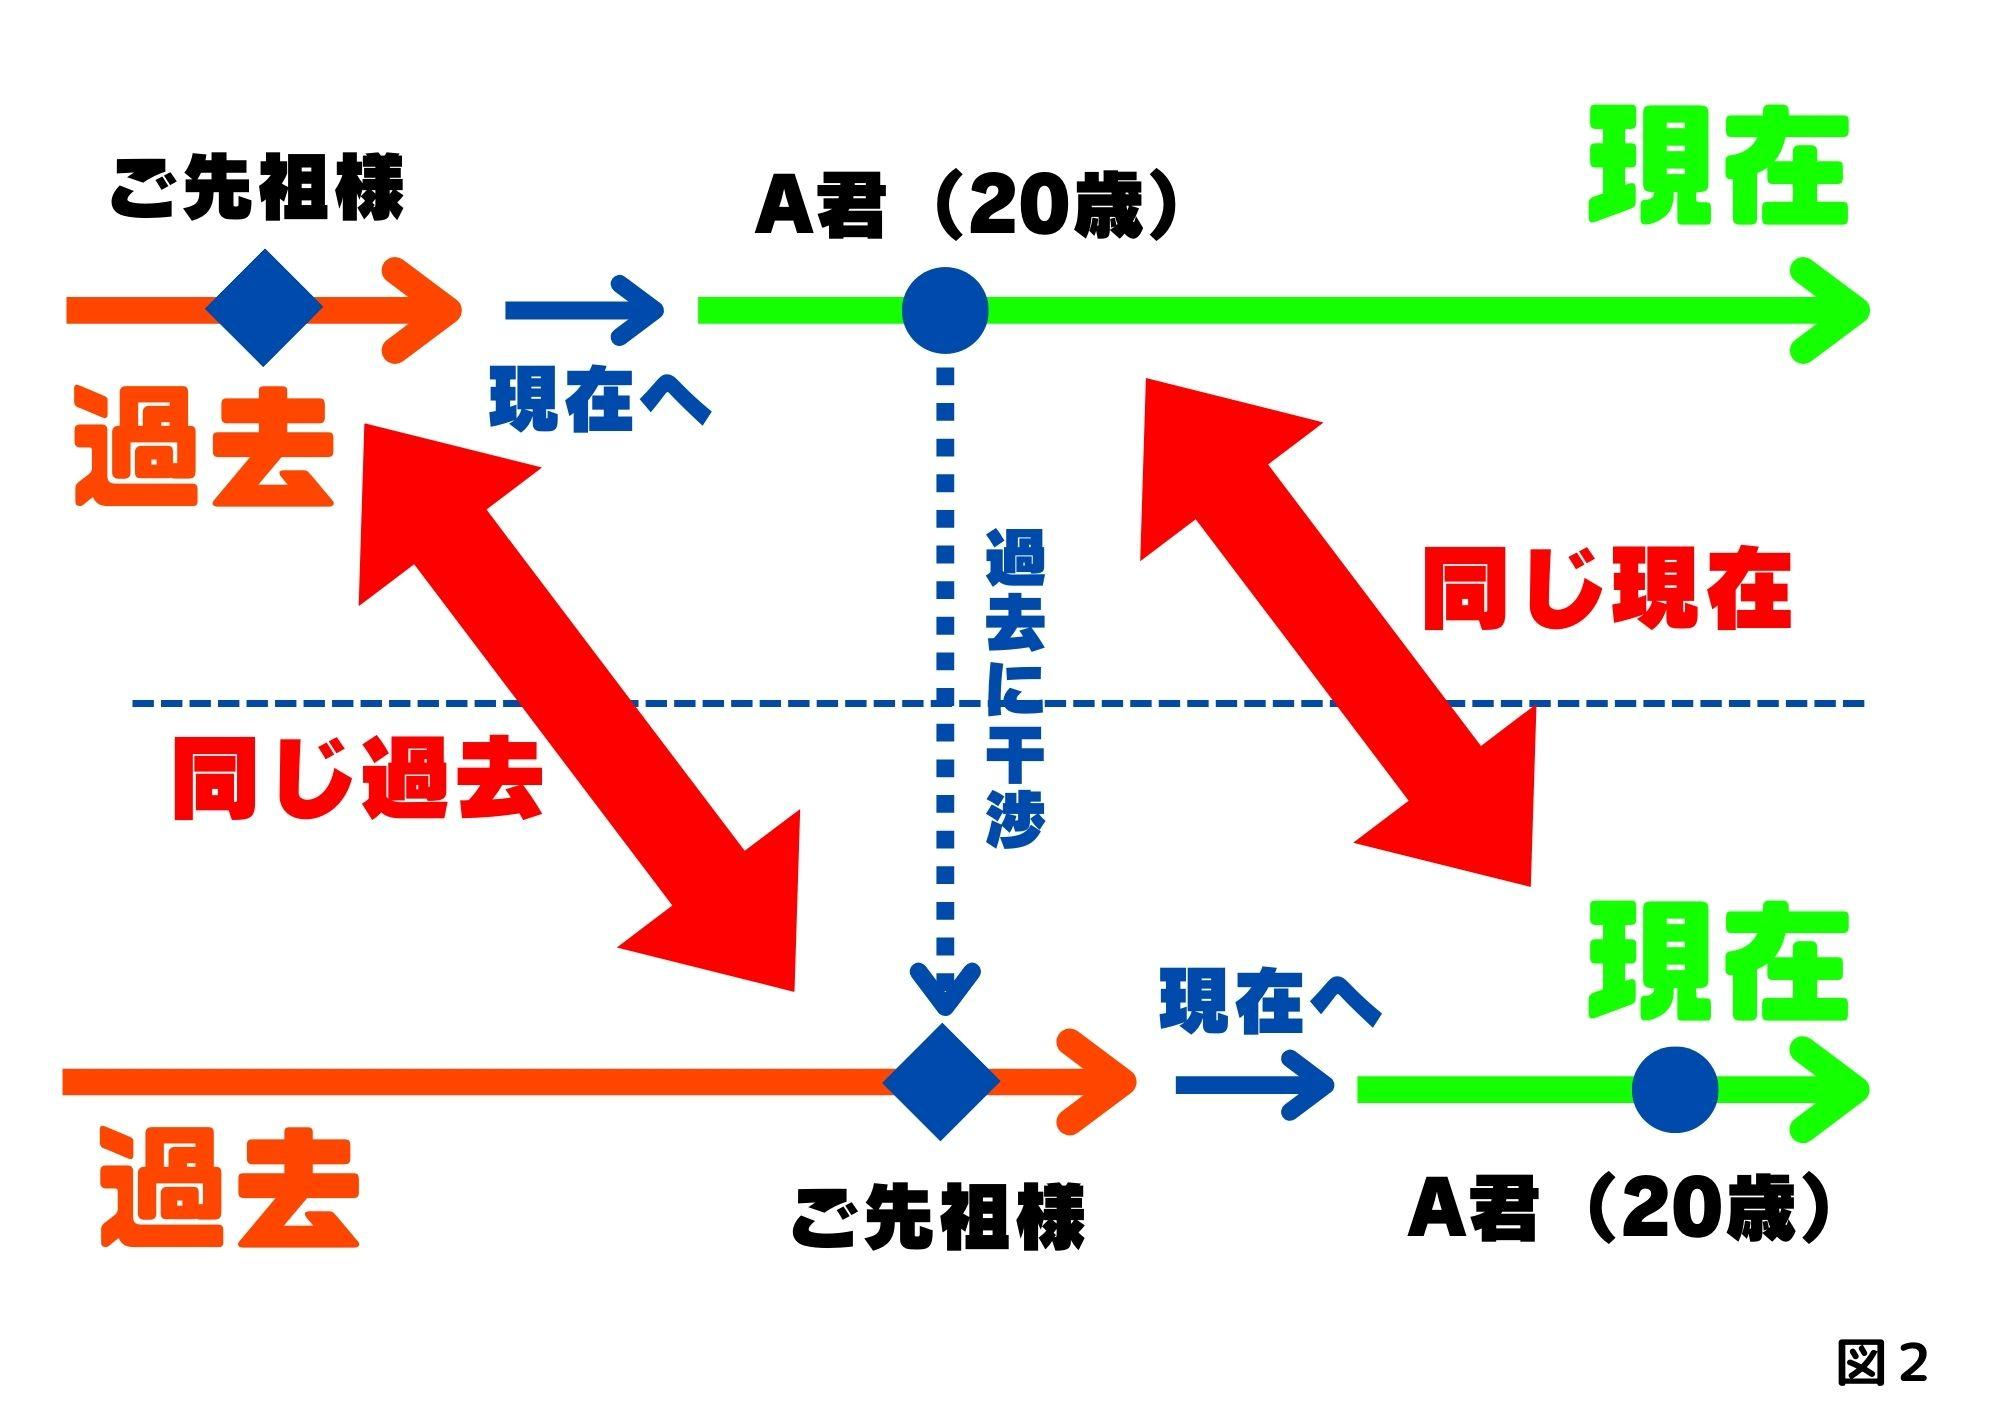 現在
ご先祖様
A君（20歳）
現在へ
過去
過去に干渉
同じ現在
同じ過去
現在
現在へ
過去
ご先祖様
A君（20歳）
図２